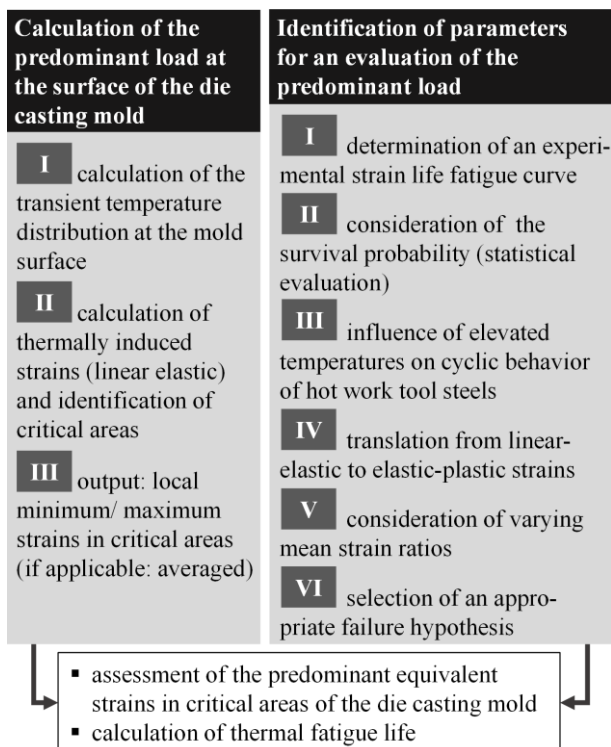 Calculation of the
predominant load at
the surface of the die
casting mold
I calculation of the
transient temperature
distribution at the mold
surface
II calculation of
thermally induced
strains (linear elastic)
and identification of
critical areas
III output: local
minimum/ maximum
strains in critical areas
(if applicable: averaged)
Identification of parameters
for an evaluation of the
predominant load
I determination of an experi-
mental strain life fatigue curve
II consideration of the
survival probability (statistical
evaluation)
III influence of elevated
temperatures on cyclic behavior
of hot work tool steels
IV translation from linear-
elastic to elastic-plastic strains
V consideration of varying
mean strain ratios
VI selection of an appro-
priate failure hypothesis
▪ assessment of the predominant equivalent
strains in critical areas of the die casting mold
▪ calculation of thermal fatigue life